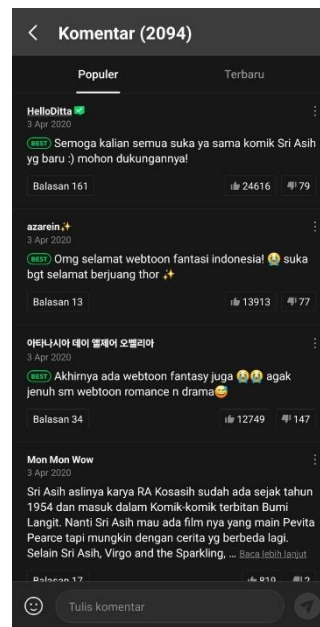 Komentar (2094)
Populer Terbaru
HelloDitta
3 Apr 2020
BEST Semoga kalian semua suka ya sama komik Sri Asih
yg baru :) mohon dukungannya!
Balasan 161 24616 79
azarein✨
3 Apr 2020
BEST Omg selamat webtoon fantasi indonesia! 😭 suka
bgt selamat berjuang thor ✨
Balasan 13 13913 77
아타나시아 데이 앨제어 오벨리아
3 Apr 2020
BEST Akhirnya ada webtoon fantasy juga 😭😭 agak
jenuh sm webtoon romance n drama😅
Balasan 34 12749 147
Mon Mon Wow
3 Apr 2020
Sri Asih aslinya karya RA Kosasih sudah ada sejak tahun
1954 dan masuk dalam Komik-komik terbitan Bumi
Langit. Nanti Sri Asih mau ada film nya yang main Pevita
Pearce tapi mungkin dengan cerita yg berbeda lagi.
Selain Sri Asih, Virgo and the Sparkling, ... Baca lebih lanjut
Balasan 17 819 2
Tulis komentar